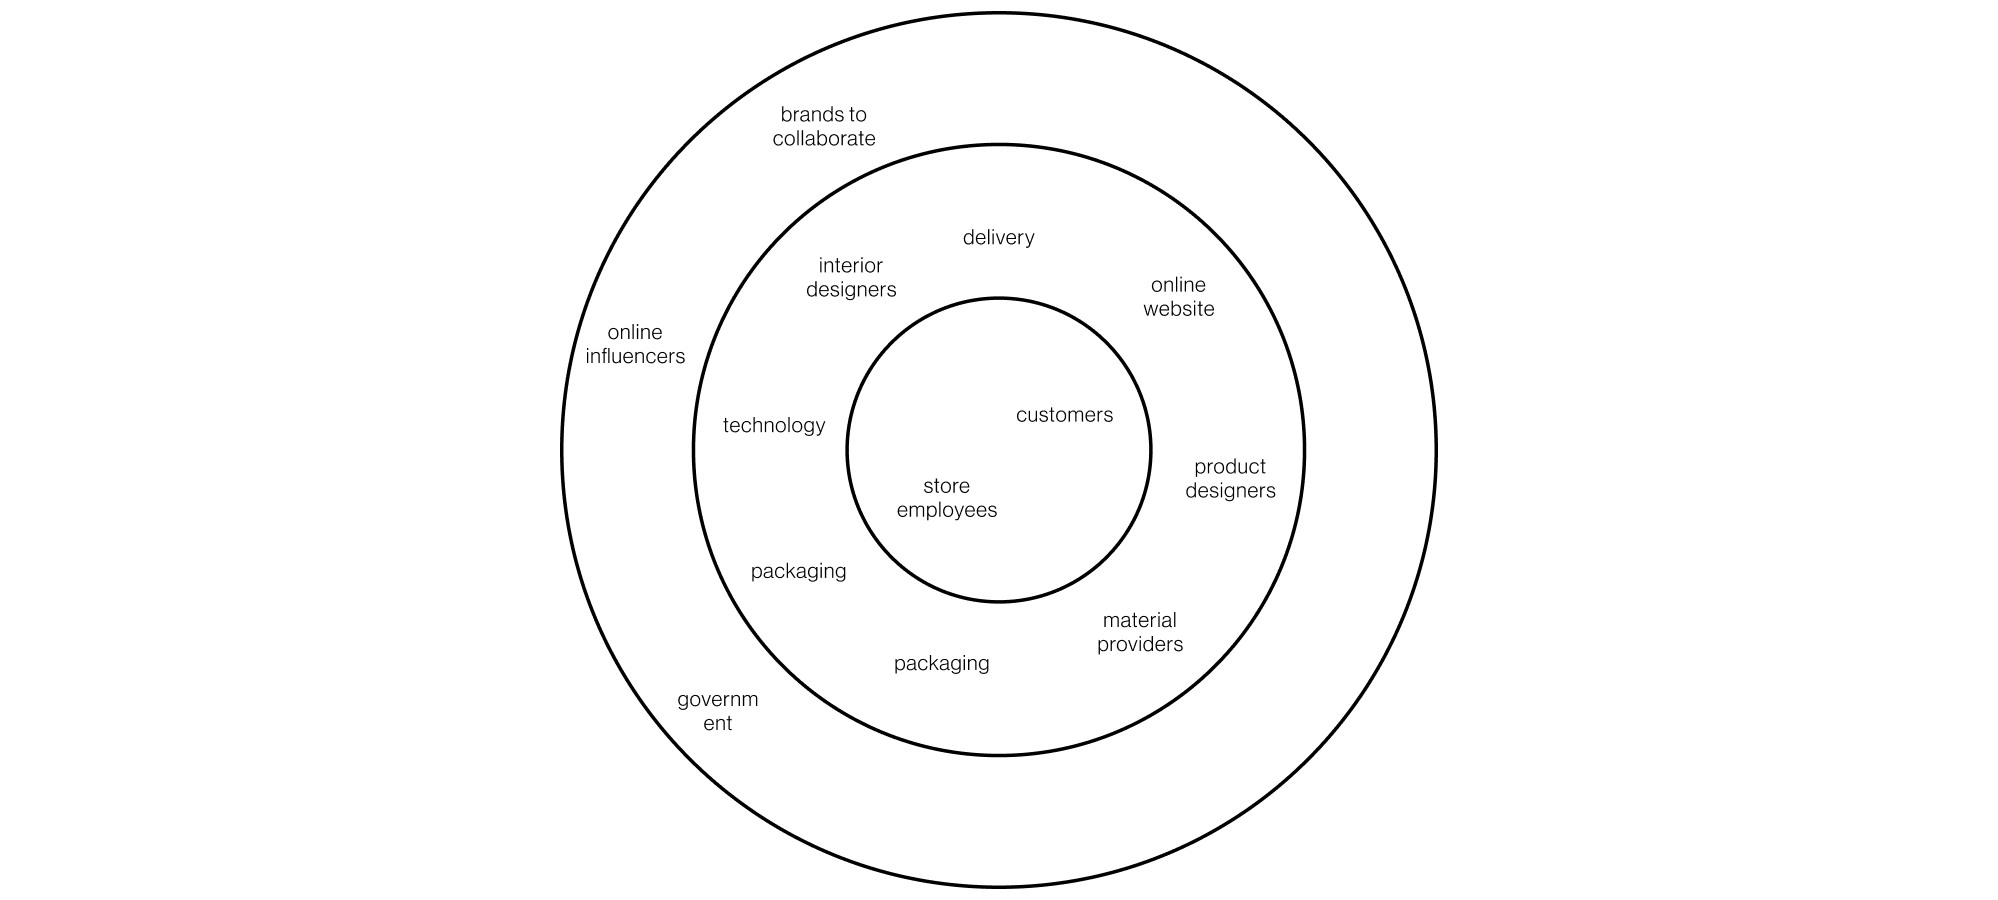 brands to
collaborate
delivery
interior
designers
online
website
online
influencers
customers
technology
product
designers
store
employees
packaging
material
providers
packaging
governm
ent